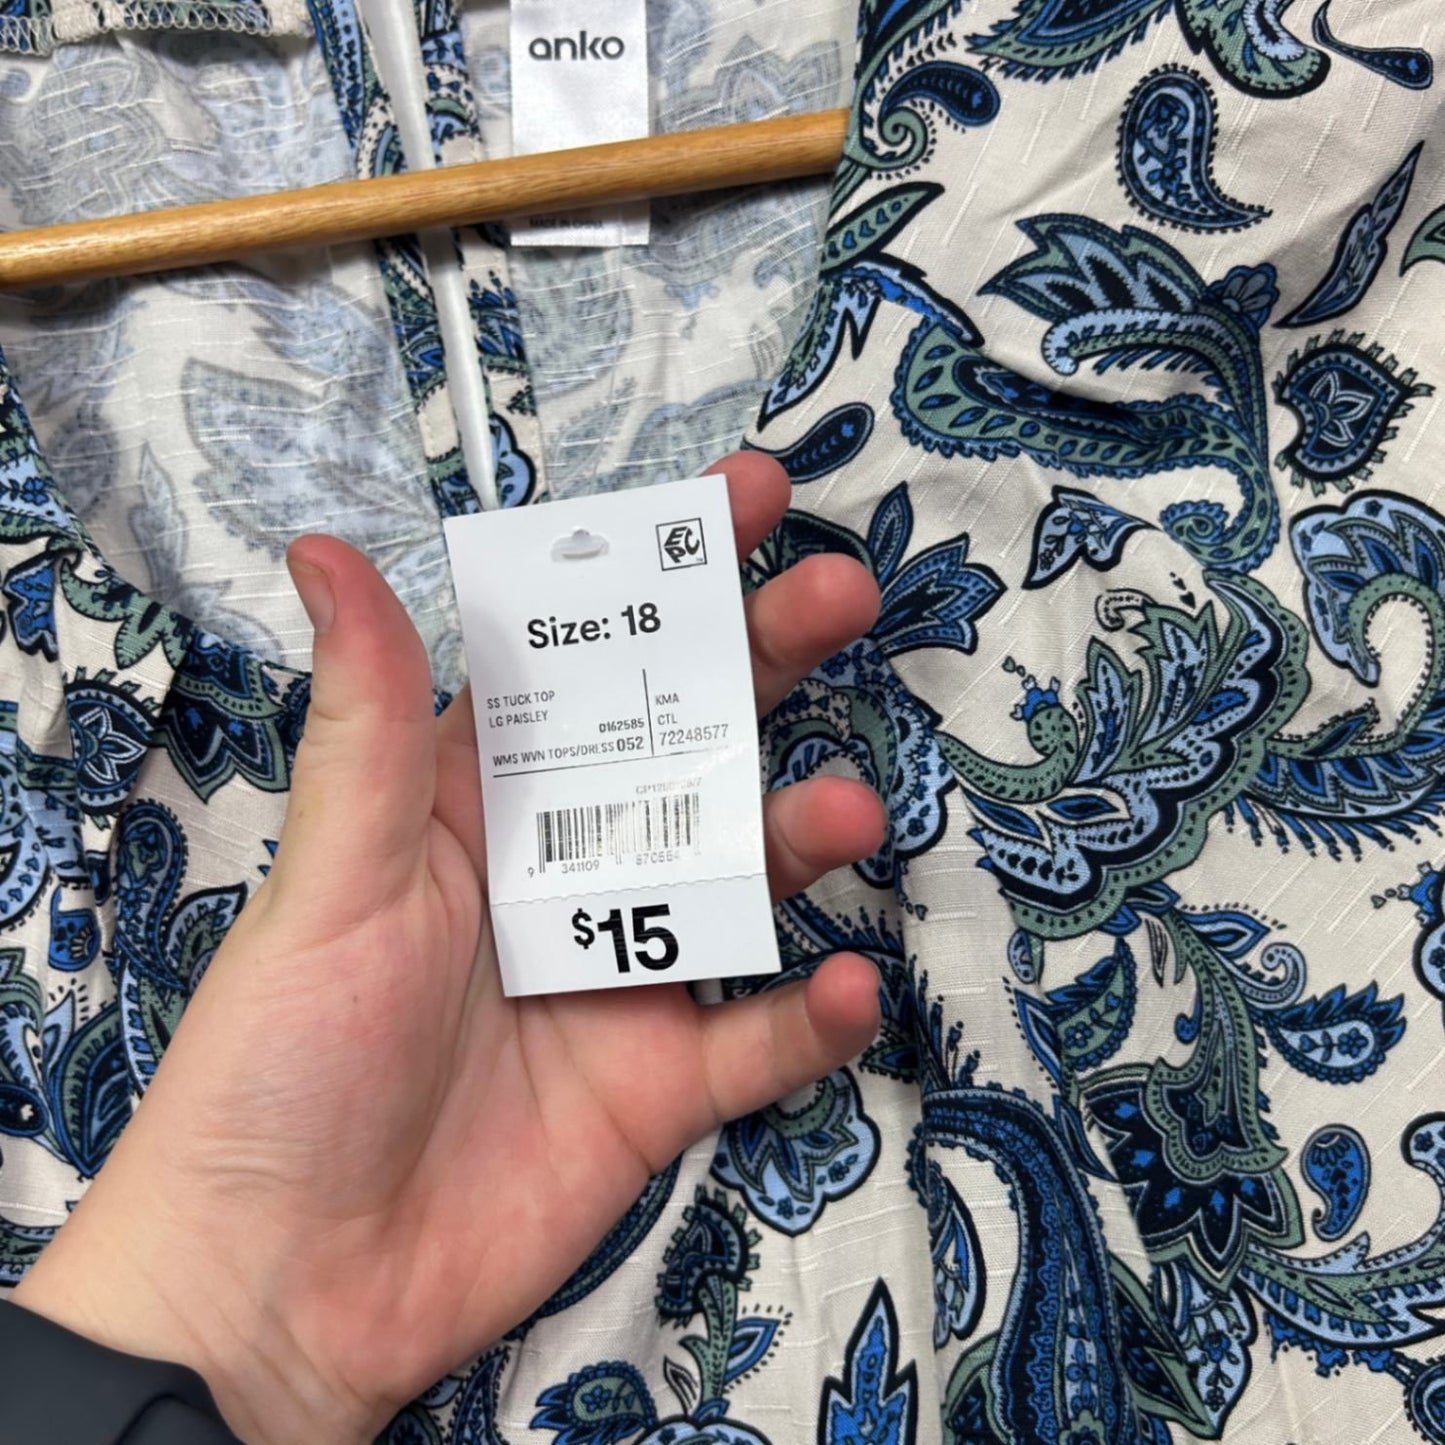 anko
MADE IN CHINA
EPC
Size: 18
SS TUCK TOP
LG PAISLEY
D162585
WMS WVN TOPS/DRESS 052
KMA
CTL
72248577
9 341109
$15